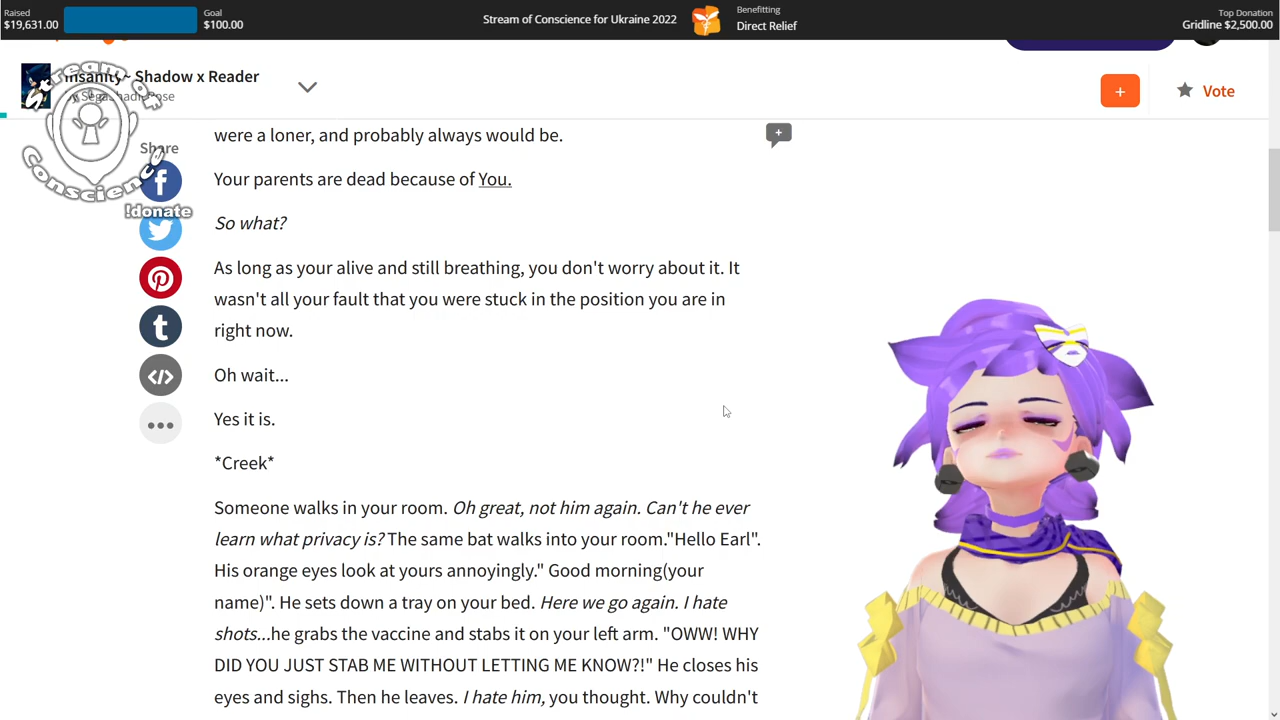 Raised
$19,631.00
Goal
$100.00
Stream of Conscience for Ukraine 2022
Benefitting
Direct Relief
Top Donation
Gridline $2,500.00
Insanity~ Shadow x Reader
by Sega
Stream of
Conscience
!donate
+
Vote
Share
were a loner, and probably always would be.
+
Your parents are dead because of You.
So what?
As long as your alive and still breathing, you don't worry about it. It
wasn't all your fault that you were stuck in the position you are in
right now.
Oh wait...
Yes it is.
*Creek*
Someone walks in your room. Oh great, not him again. Can't he ever
learn what privacy is? The same bat walks into your room."Hello Earl".
His orange eyes look at yours annoyingly." Good morning(your
name)". He sets down a tray on your bed. Here we go again. I hate
shots...he grabs the vaccine and stabs it on your left arm. "OWW! WHY
DID YOU JUST STAB ME WITHOUT LETTING ME KNOW?!" He closes his
eyes and sighs. Then he leaves. I hate him, you thought. Why couldn't